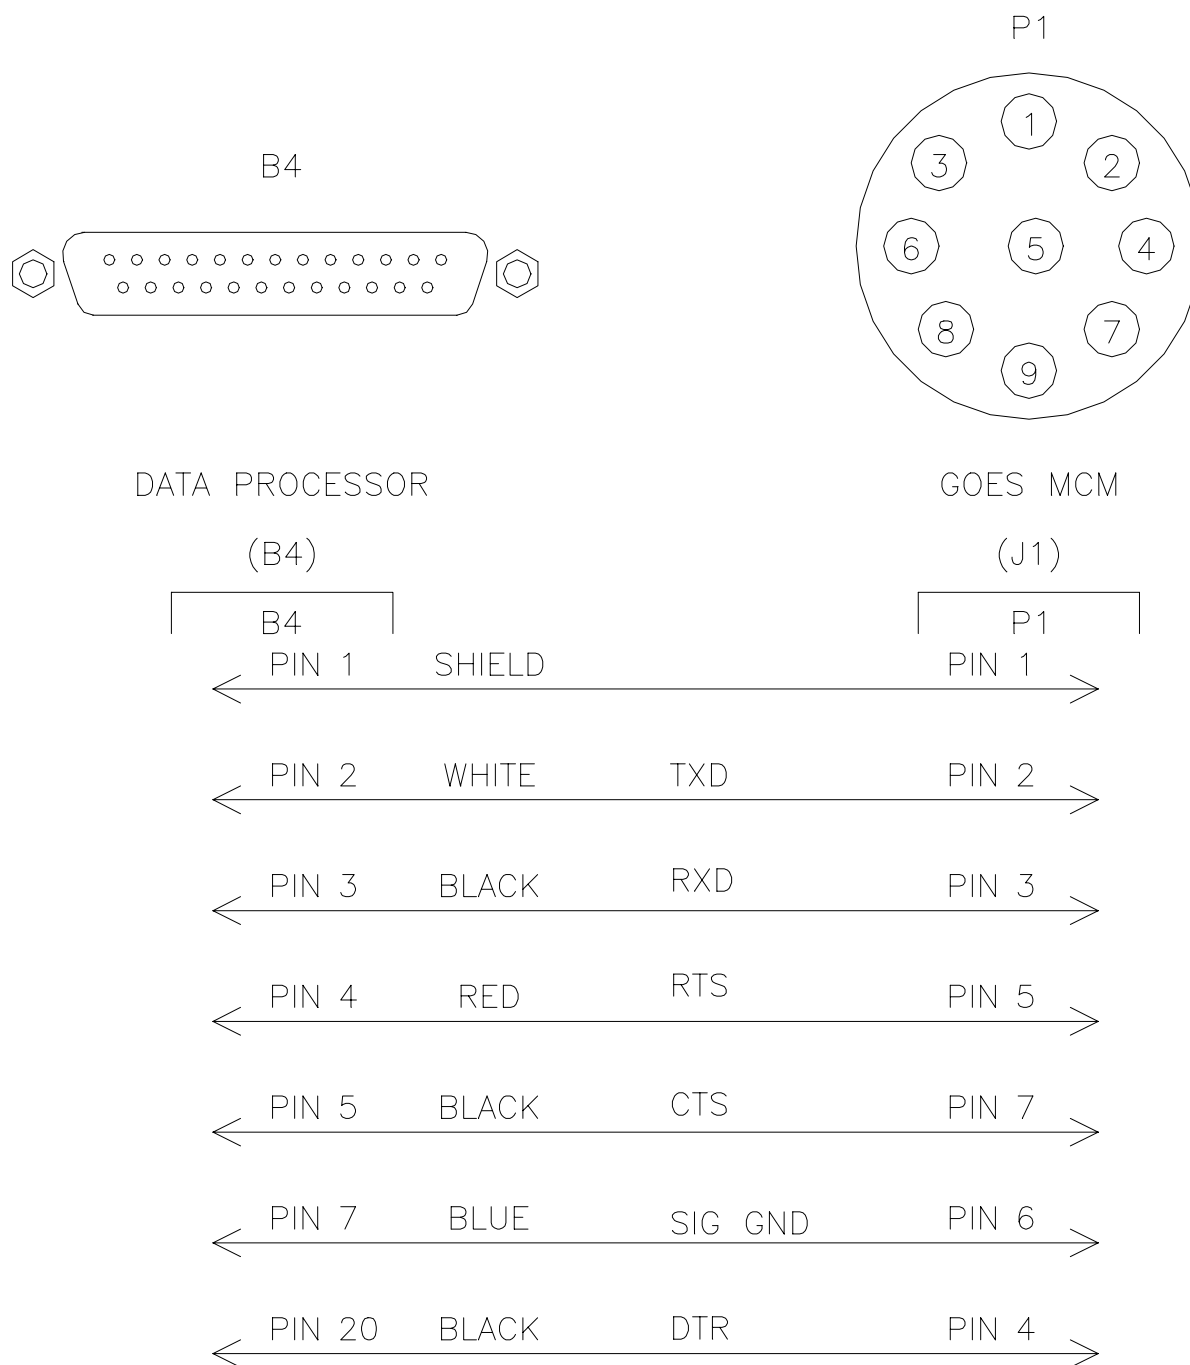 P1
1
3
2
B4
6
5
4
8
7
9
DATA PROCESSOR
GOES MCM
(B4)
(J1)
B4
P1
PIN 1 SHIELD PIN 1
PIN 2 WHITE TXD PIN 2
PIN 3 BLACK RXD PIN 3
PIN 4 RED RTS PIN 5
PIN 5 BLACK CTS PIN 7
PIN 7 BLUE SIG GND PIN 6
PIN 20 BLACK DTR PIN 4